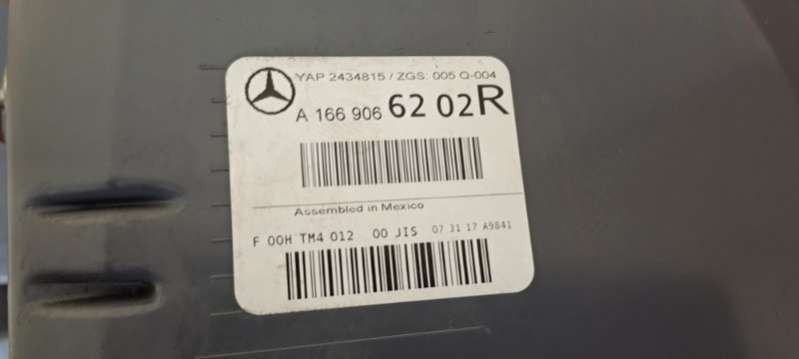 YAP 2434815 / ZGS: 005 Q-004
A 166 906 62 02 R
Assembled in Mexico
F 00H TM4 012 00 JIS 07 31 17 A9841